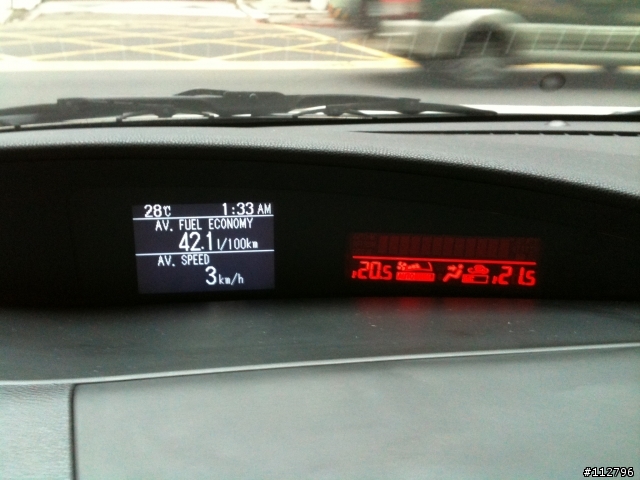 28℃ 1:33 AM
AV. FUEL ECONOMY
42.1 l/100km
AV. SPEED
3 km/h
20.5 21.5
#112796